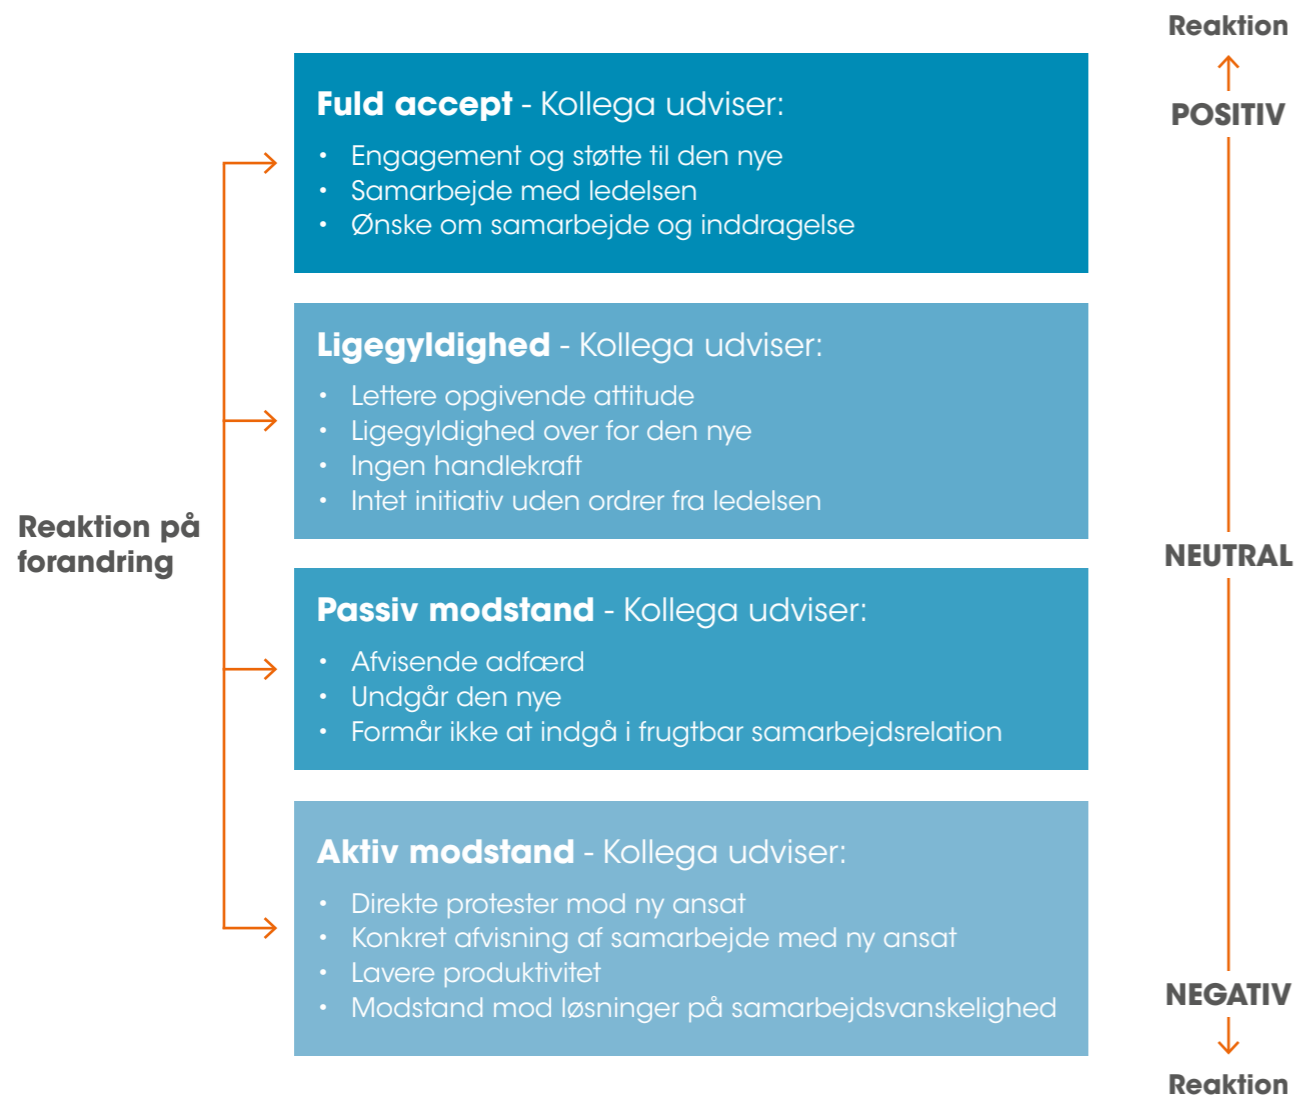 Reaktion på
forandring
Fuld accept - Kollega udviser:
• Engagement og støtte til den nye
• Samarbejde med ledelsen
• Ønske om samarbejde og inddragelse
Ligegyldighed - Kollega udviser:
• Lettere opgivende attitude
• Ligegyldighed over for den nye
• Ingen handlekraft
• Intet initiativ uden ordrer fra ledelsen
Passiv modstand - Kollega udviser:
• Afvisende adfærd
• Undgår den nye
• Formår ikke at indgå i frugtbar samarbejdsrelation
Aktiv modstand - Kollega udviser:
• Direkte protester mod ny ansat
• Konkret afvisning af samarbejde med ny ansat
• Lavere produktivitet
• Modstand mod løsninger på samarbejdsvanskelighed
Reaktion
POSITIV
NEUTRAL
NEGATIV
Reaktion